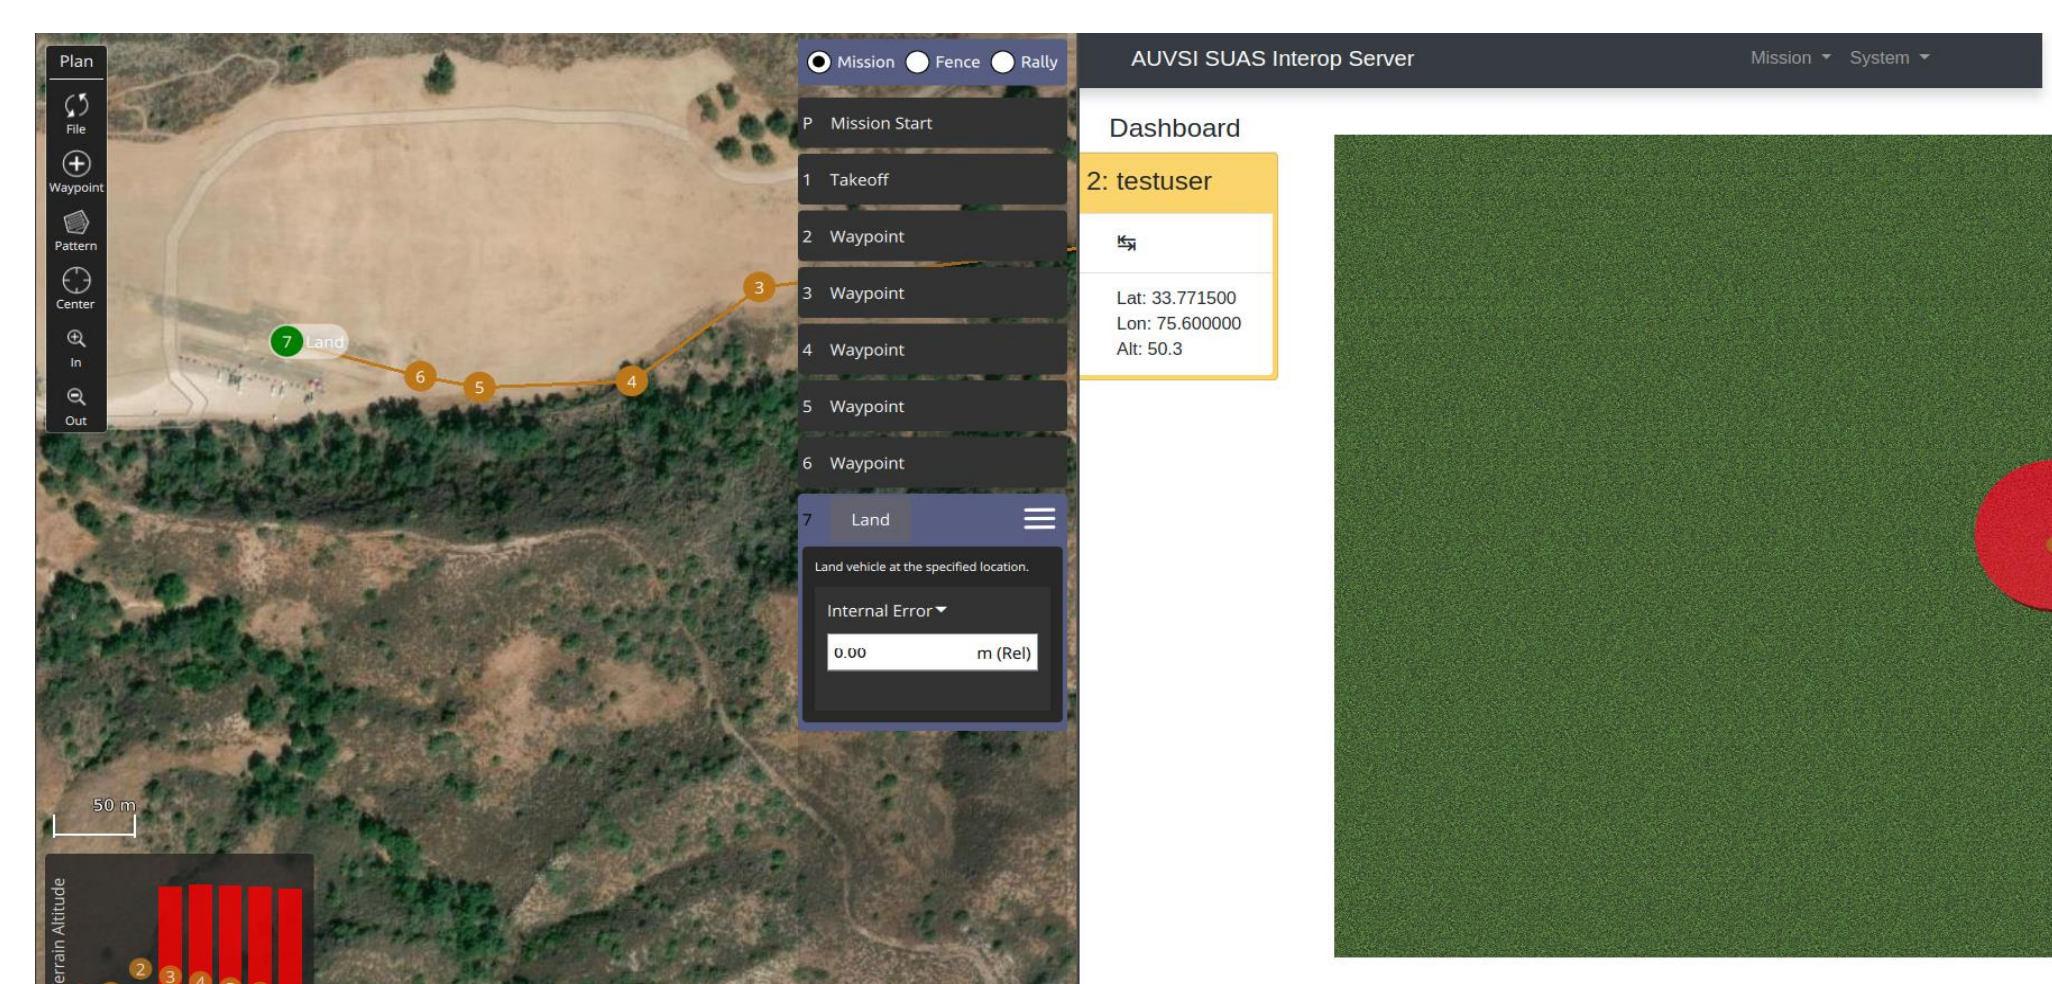 Plan
File
Waypoint
Pattern
Center
In
Out
7 Land
6
5
4
3
50 m
errain Altitude
2
3
4
Mission Fence Rally
P Mission Start
1 Takeoff
2 Waypoint
3 Waypoint
4 Waypoint
5 Waypoint
6 Waypoint
7 Land
Land vehicle at the specified location.
Internal Error
0.00 m (Rel)
AUVSI SUAS Interop Server Mission System
Dashboard
2: testuser
Lat: 33.771500
Lon: 75.600000
Alt: 50.3